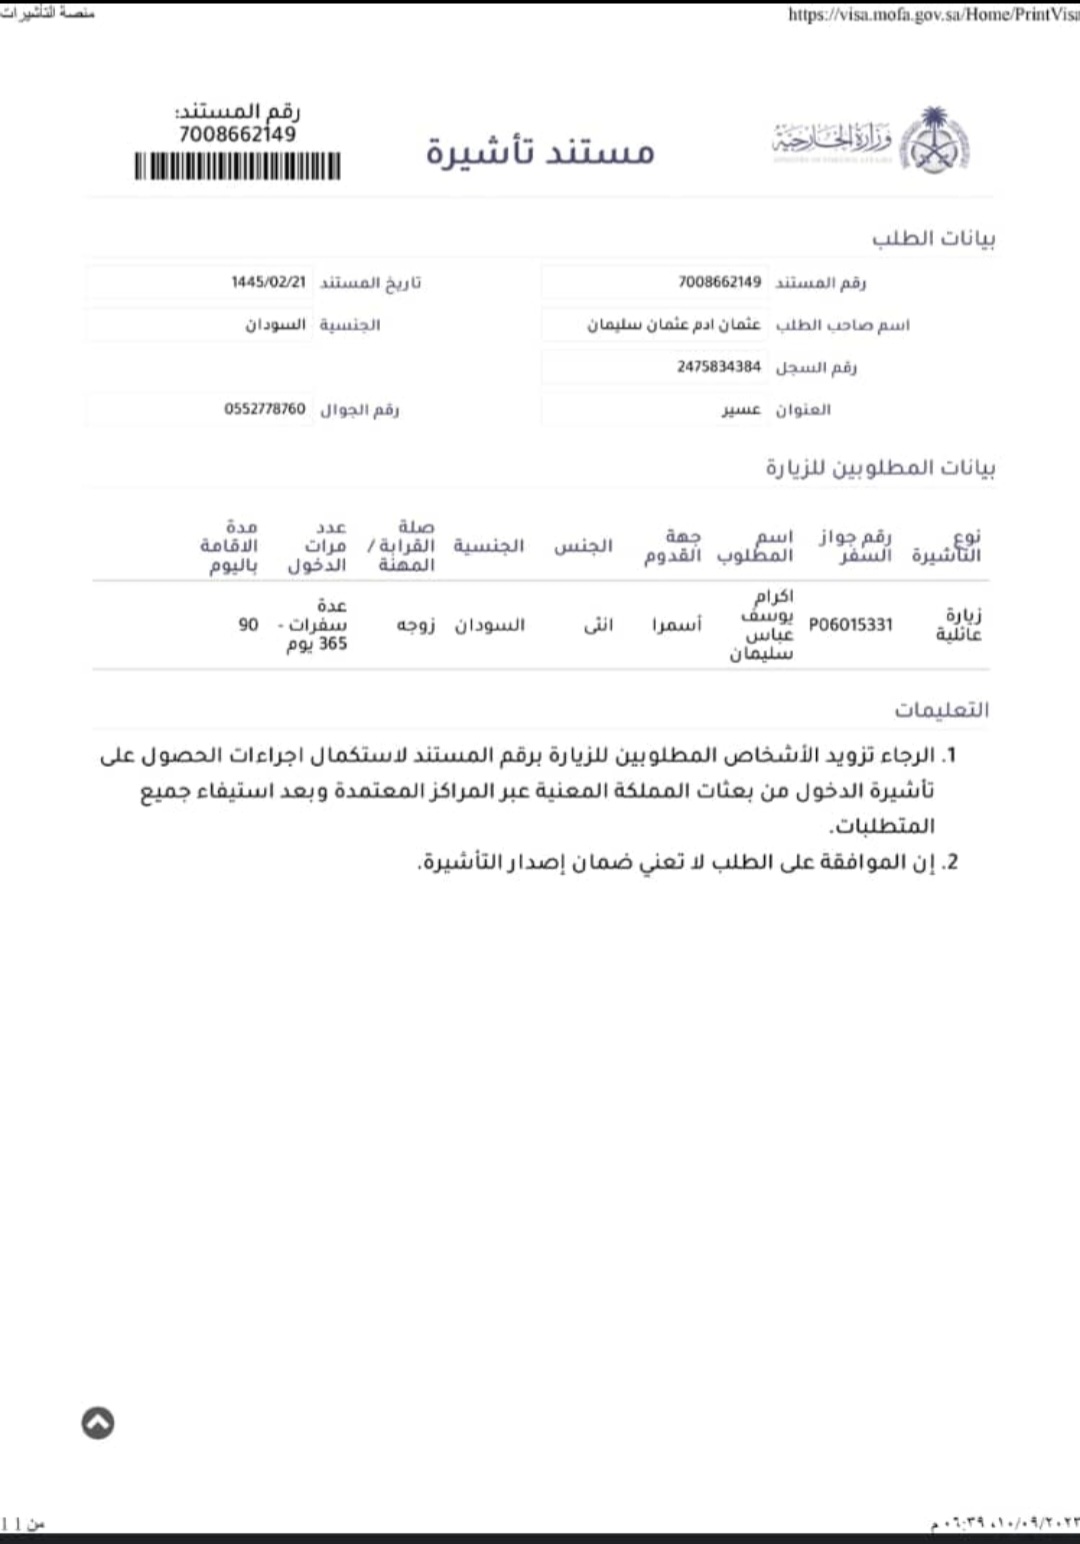 منصة التأشيرات
https://visa.mofa.gov.sa/Home/PrintVisa
وزارة الخارجية
MINISTRY OF FOREIGN AFFAIRS
مستند تأشيرة
رقم المستند:
7008662149
بيانات الطلب
رقم المستند 7008662149 تاريخ المستند 1445/02/21
اسم صاحب الطلب عثمان ادم عثمان سليمان الجنسية السودان
رقم السجل 2475834384
العنوان عسير رقم الجوال 0552778760
بيانات المطلوبين للزيارة
نوع التأشيرة رقم جواز السفر اسم المطلوب جهة القدوم الجنس الجنسية صلة القرابة / المهنة عدد مرات الدخول مدة الاقامة باليوم
زيارة عائلية P06015331 اكرام يوسف عباس سليمان أسمرا انثى السودان زوجه عدة سفرات - 365 يوم 90
التعليمات
1. الرجاء تزويد الأشخاص المطلوبين للزيارة برقم المستند لاستكمال اجراءات الحصول على
تأشيرة الدخول من بعثات المملكة المعنية عبر المراكز المعتمدة وبعد استيفاء جميع
المتطلبات.
2. إن الموافقة على الطلب لا تعني ضمان إصدار التأشيرة.
١٠/٠٩/٢٠٢٣، ٠٦:٣٩ م
1 من 1